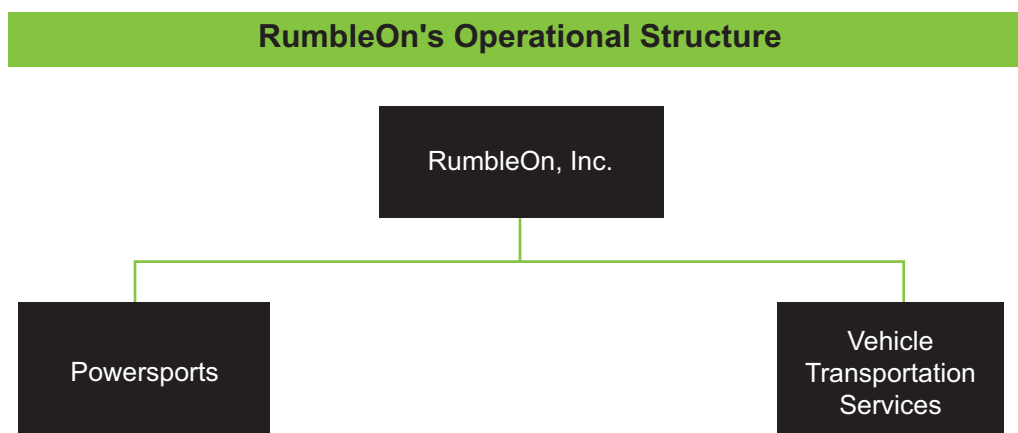 RumbleOn's Operational Structure
RumbleOn, Inc.
Powersports
Vehicle
Transportation
Services